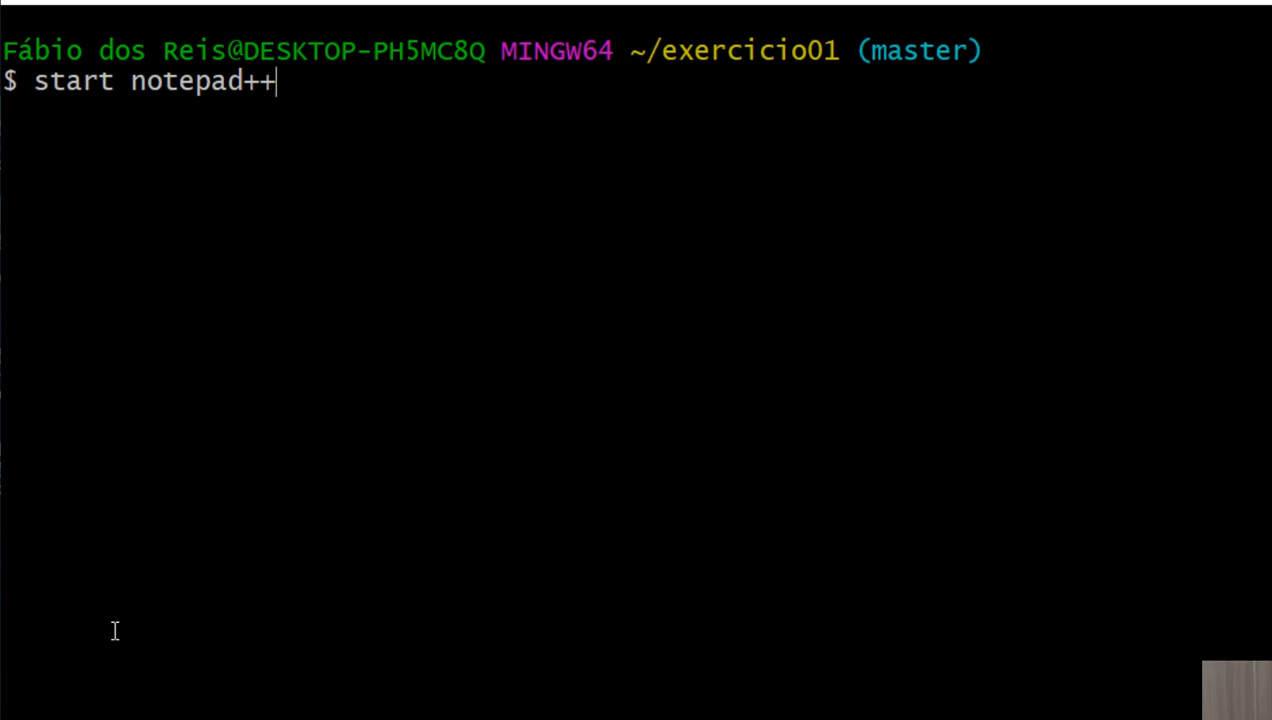 Fábio dos Reis@DESKTOP-PH5MC8Q MINGW64 ~/exercicio01 (master)
$ start notepad++